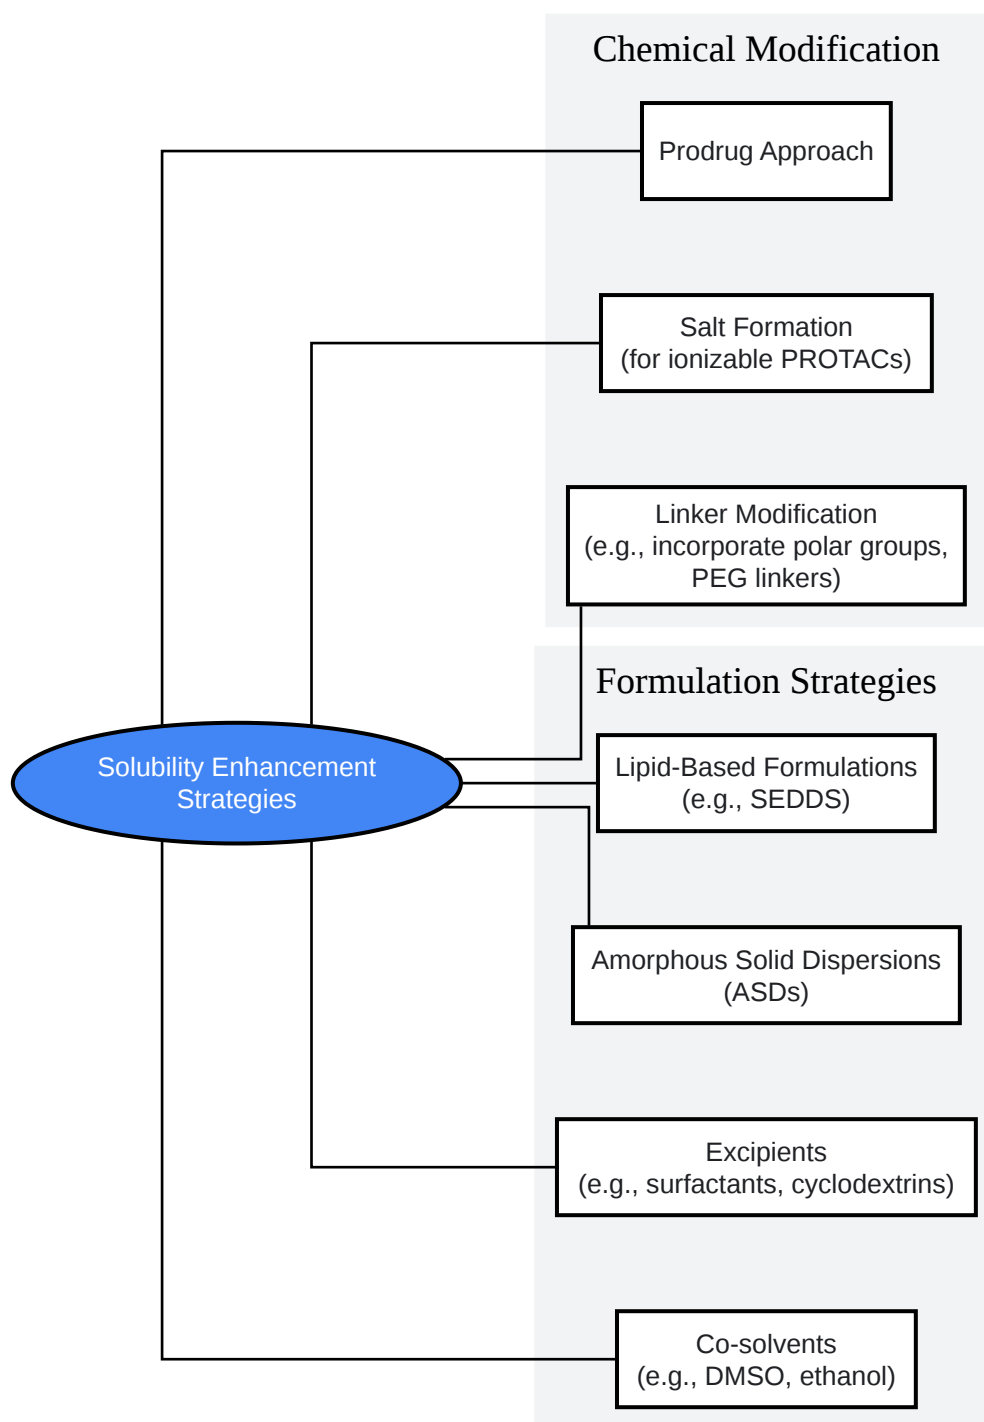 Chemical Modification
Prodrug Approach
Salt Formation
(for ionizable PROTACs)
Linker Modification
(e.g., incorporate polar groups,
PEG linkers)
Formulation Strategies
Solubility Enhancement
Strategies
Lipid-Based Formulations
(e.g., SEDDS)
Amorphous Solid Dispersions
(ASDs)
Excipients
(e.g., surfactants, cyclodextrins)
Co-solvents
(e.g., DMSO, ethanol)